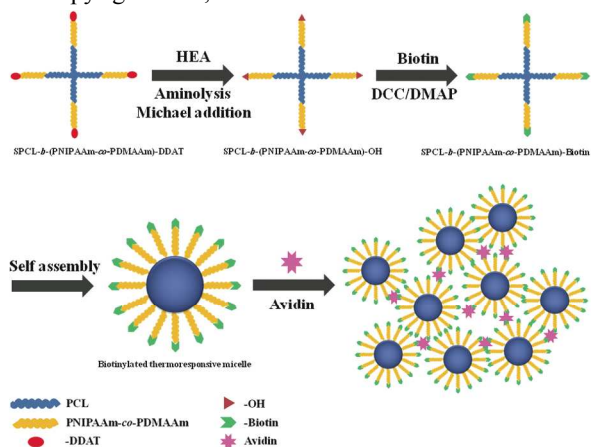 HEA
Aminolysis
Michael addition
Biotin
DCC/DMAP
SPCL-b-(PNIPAAm-co-PDMAAm)-DDAT
SPCL-b-(PNIPAAm-co-PDMAAm)-OH
SPCL-b-(PNIPAAm-co-PDMAAm)-Biotin
Self assembly
Avidin
Biotinylated thermoresponsive micelle
PCL
PNIPAAm-co-PDMAAm
-DDAT
-OH
-Biotin
Avidin